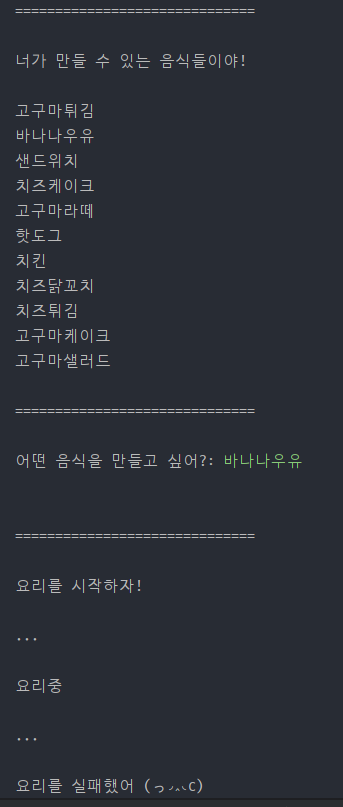 ==============================
너가 만들 수 있는 음식들이야!
고구마튀김
바나나우유
샌드위치
치즈케이크
고구마라떼
핫도그
치킨
치즈닭꼬치
치즈튀김
고구마케이크
고구마샐러드
==============================
어떤 음식을 만들고 싶어?: 바나나우유
==============================
요리를 시작하자!
...
요리중
...
요리를 실패했어 (っ◞‸◟c)